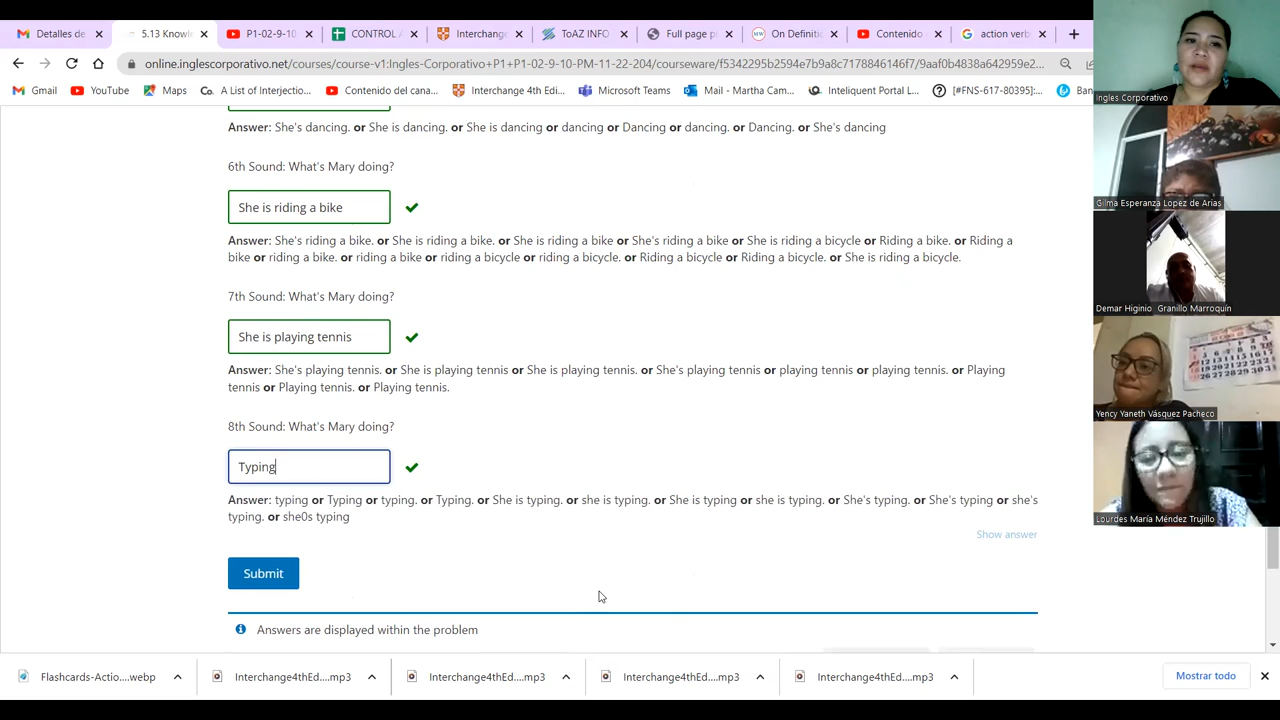 Detalles de
5.13 Knowl
P1-02-9-10
CONTROL A
Interchange
ToAZ INFO
Full page p
On Definiti
Contenido
action verb
online.inglescorporativo.net/courses/course-v1:Ingles-Corporativo+P1+P1-02-9-10-PM-11-22-204/courseware/f5342295b2594e7b9a8c7178846146f7/9aaf0b4838a642959e2...
Gmail
YouTube
Maps
A List of Interjectio...
Contenido del cana...
Interchange 4th Edi...
Microsoft Teams
Mail - Martha Cam...
Inteliquent Portal L...
[#FNS-617-80395]:...
Ban
Answer: She's dancing. or She is dancing. or She is dancing or dancing or Dancing or dancing. or Dancing. or She's dancing
6th Sound: What's Mary doing?
She is riding a bike
Answer: She's riding a bike. or She is riding a bike. or She is riding a bike or She's riding a bike or She is riding a bicycle or Riding a bike. or Riding a
bike or riding a bike. or riding a bike or riding a bicycle or riding a bicycle. or Riding a bicycle or Riding a bicycle. or She is riding a bicycle.
7th Sound: What's Mary doing?
She is playing tennis
Answer: She's playing tennis. or She is playing tennis or She is playing tennis. or She's playing tennis or playing tennis or playing tennis. or Playing
tennis or Playing tennis. or Playing tennis.
8th Sound: What's Mary doing?
Typing
Answer: typing or Typing or typing. or Typing. or She is typing. or she is typing. or She is typing or she is typing. or She's typing. or She's typing or she's
typing. or she0s typing
Show answer
Submit
Answers are displayed within the problem
Flashcards-Actio....webp
Interchange4thEd....mp3
Interchange4thEd....mp3
Interchange4thEd....mp3
Interchange4thEd....mp3
Mostrar todo
Ingles Corporativo
Gilma Esperanza Lopez de Arias
Demar Higinio Granillo Marroquín
Yency Yaneth Vásquez Pacheco
Lourdes María Méndez Trujillo